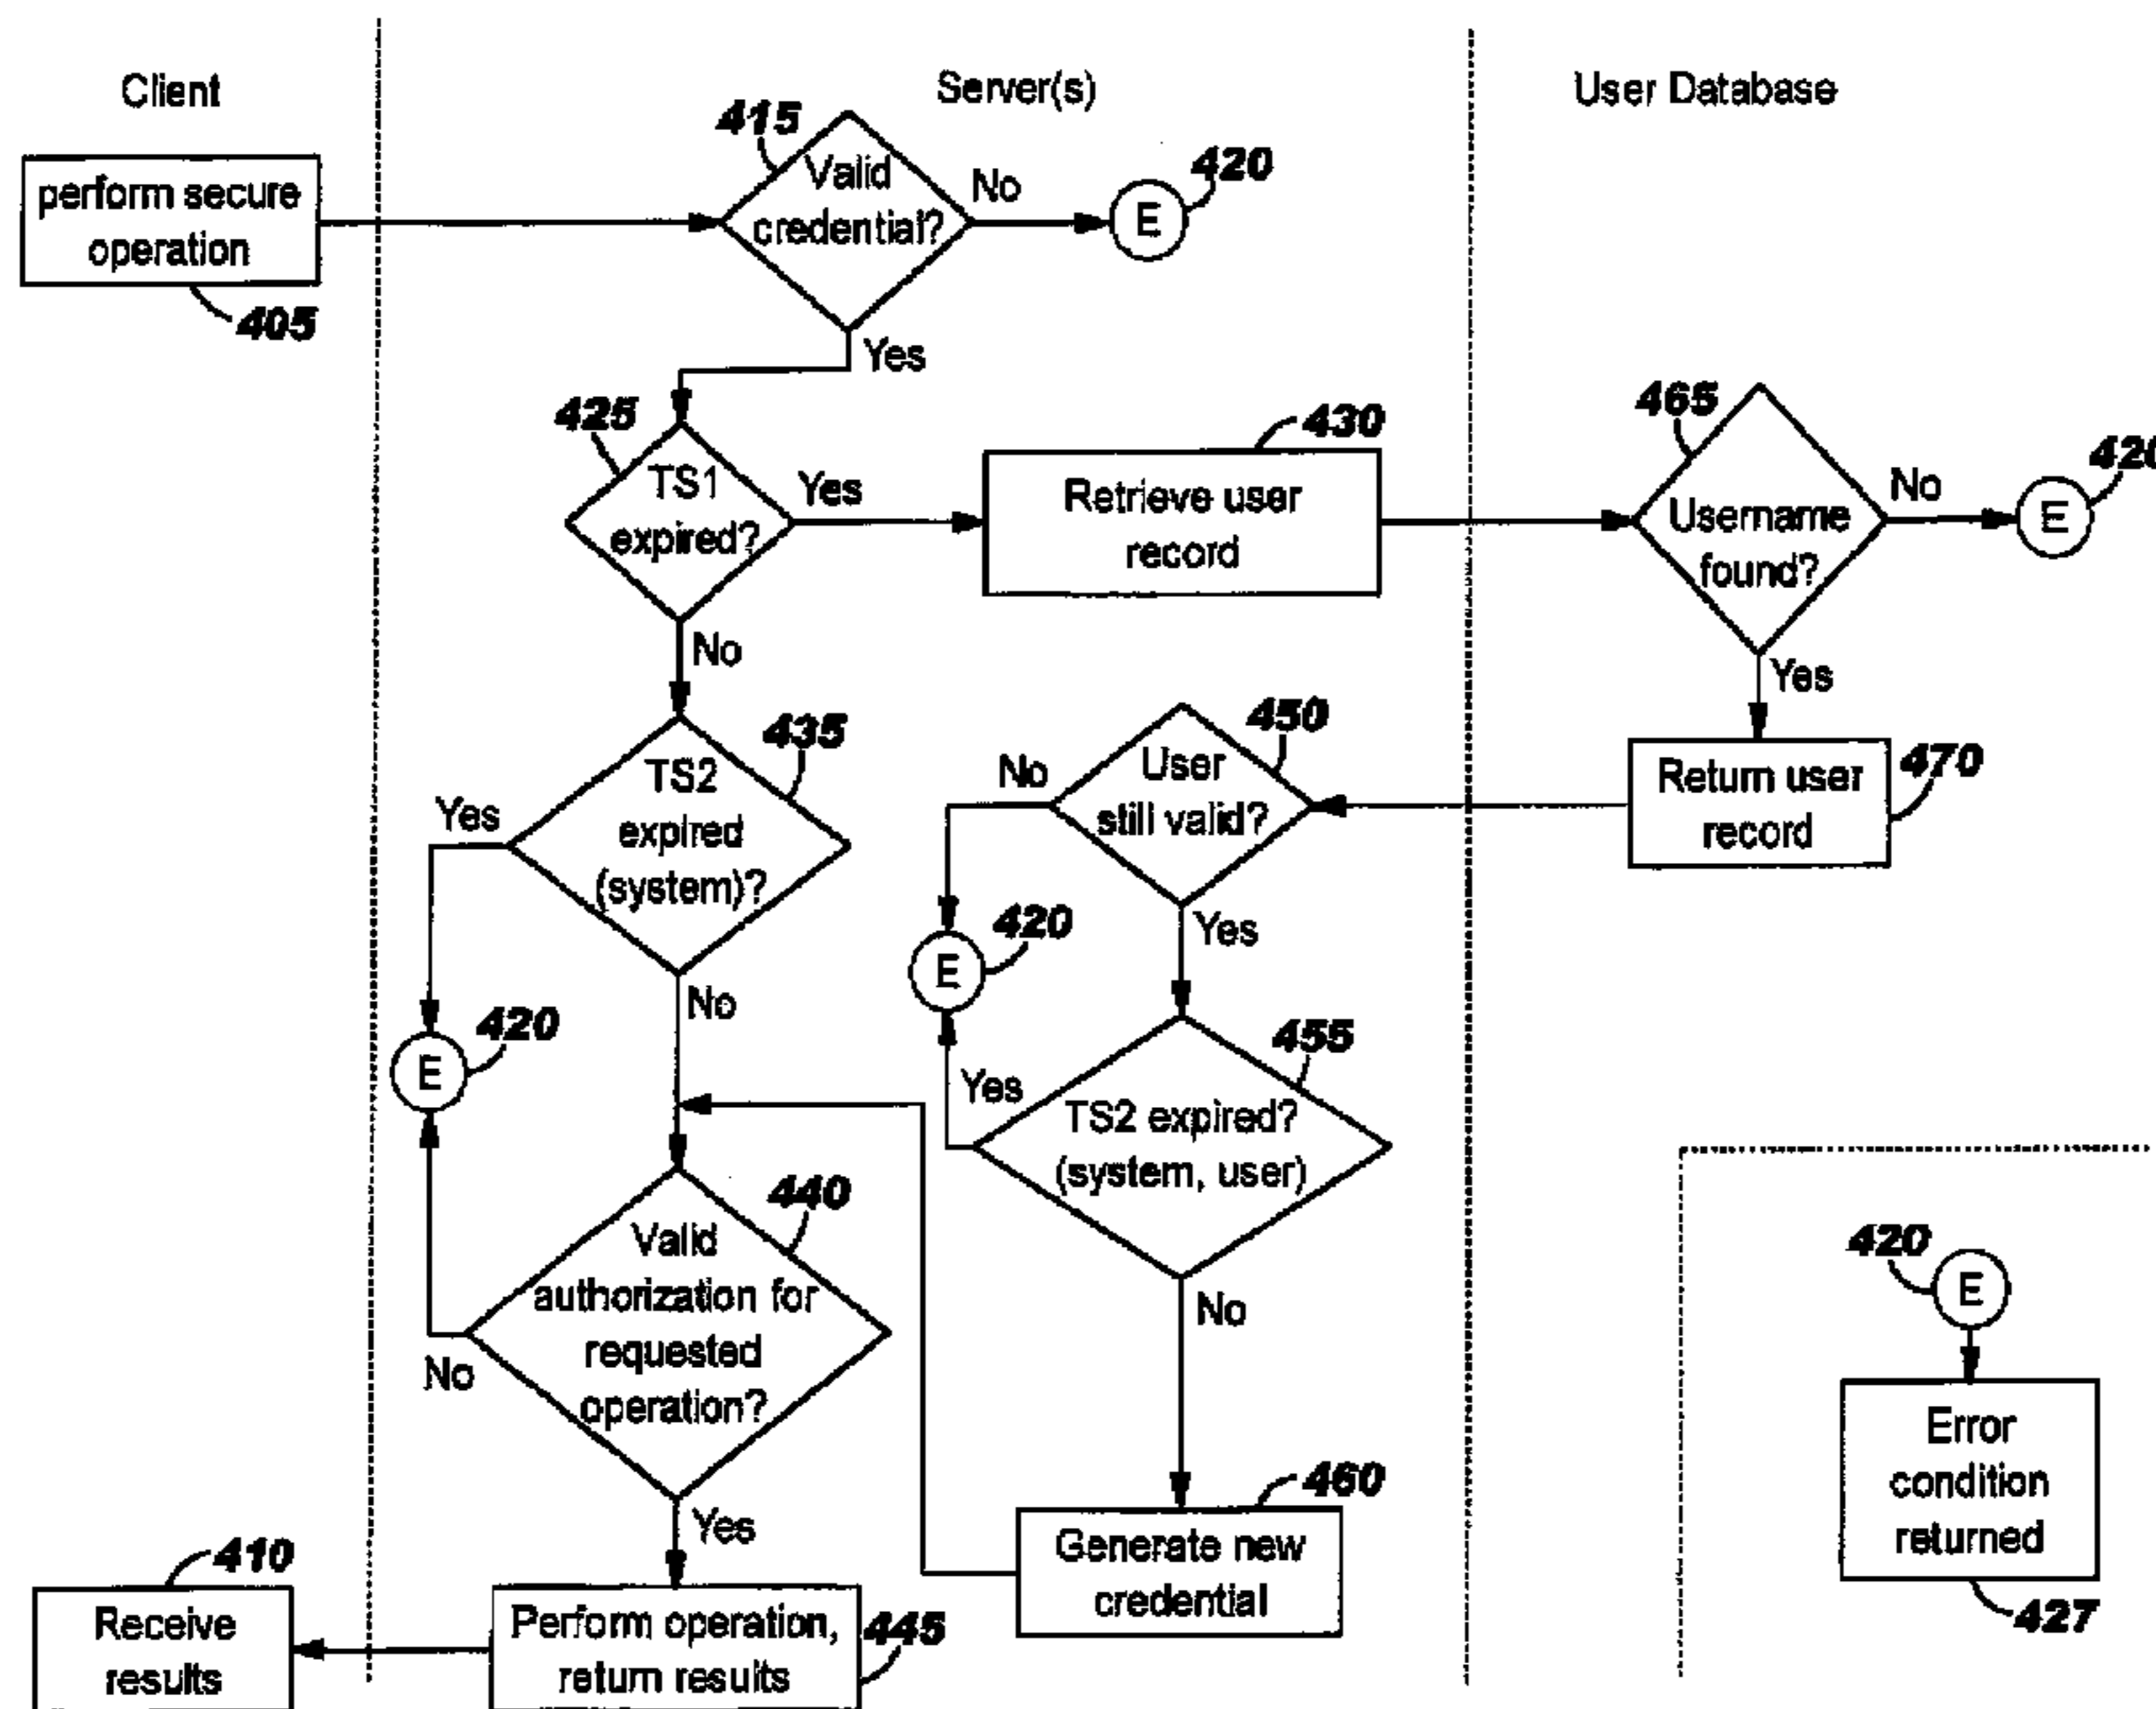 Client
Server(s)
User Database
415
Valid
credential?
No
420
E
perform secure
operation
405
Yes
425
TS1
expired?
Yes
430
Retrieve user
record
465
Username
found?
No
420
E
No
Yes
435
TS2
expired
(system)?
Yes
450
User
still valid?
No
Return user
record
470
420
E
Yes
No
420
E
455
TS2 expired?
(system, user)
Yes
440
Valid
authorization for
requested
operation?
No
No
420
E
Error
condition
returned
427
Yes
460
Generate new
credential
410
Receive
results
Perform operation,
return results
445